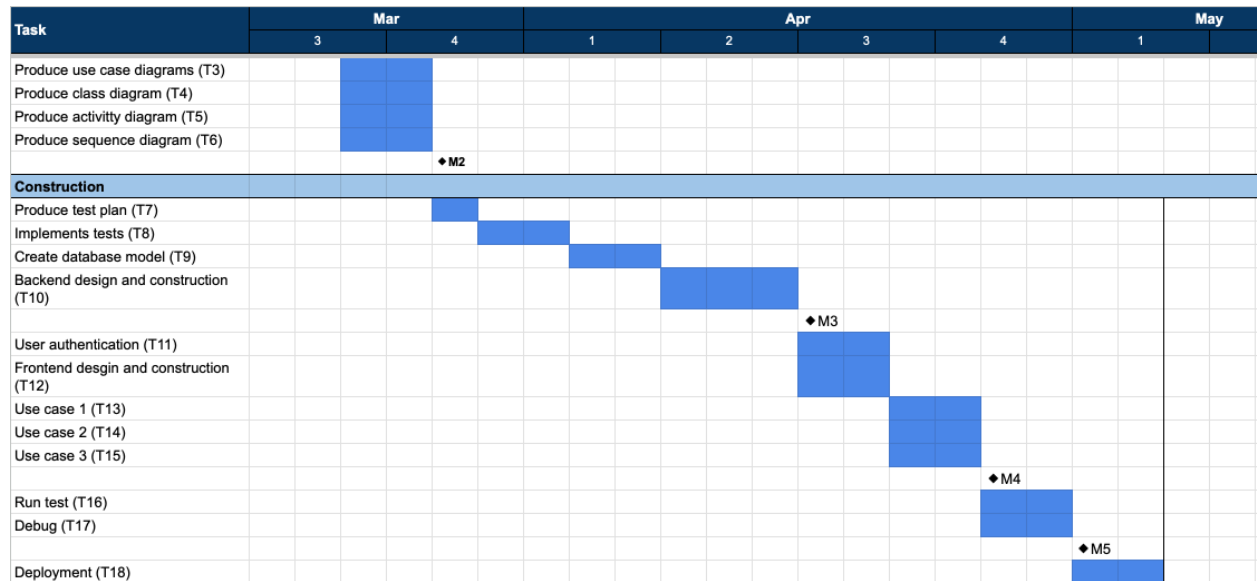 Task Mar Apr May
3 4 1 2 3 4 1
Produce use case diagrams (T3)
Produce class diagram (T4)
Produce activitty diagram (T5)
Produce sequence diagram (T6)
◆ M2
Construction
Produce test plan (T7)
Implements tests (T8)
Create database model (T9)
Backend design and construction
(T10)
◆ M3
User authentication (T11)
Frontend desgin and construction
(T12)
Use case 1 (T13)
Use case 2 (T14)
Use case 3 (T15)
◆ M4
Run test (T16)
Debug (T17)
◆ M5
Deployment (T18)